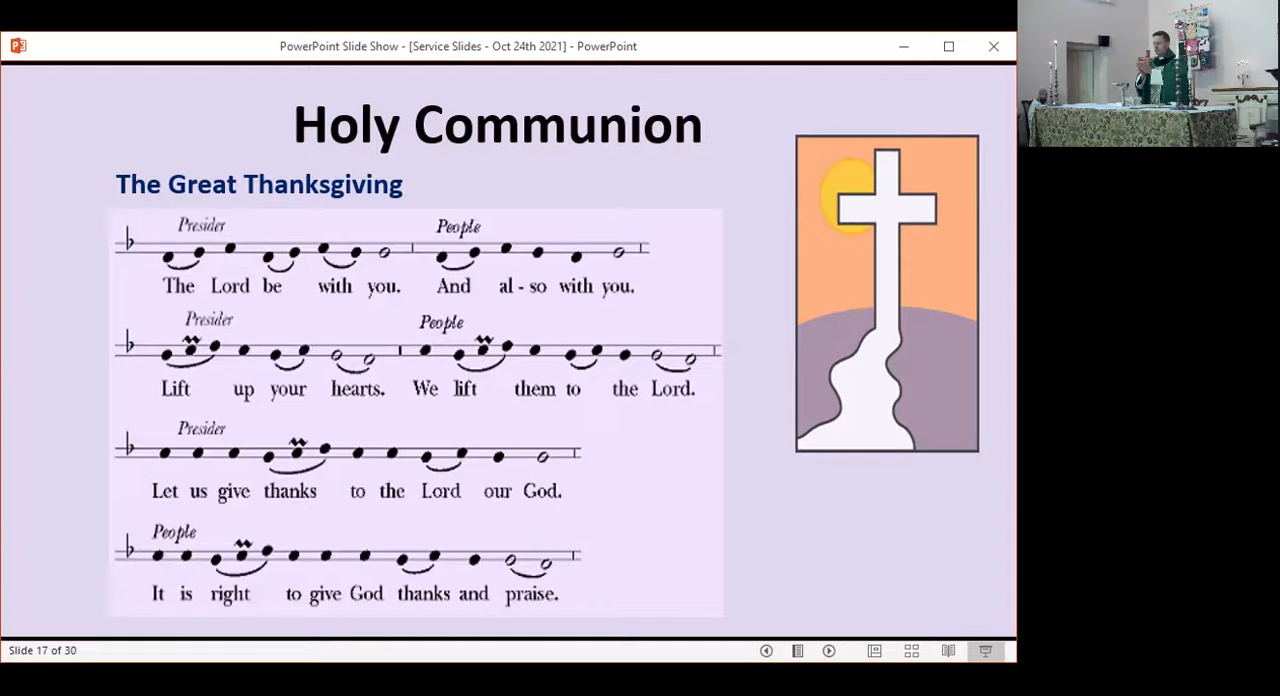 PowerPoint Slide Show - [Service Slides - Oct 24th 2021] - PowerPoint
Holy Communion
The Great Thanksgiving
Presider People
The Lord be with you. And al - so with you.
Presider People
Lift up your hearts. We lift them to the Lord.
Presider
Let us give thanks to the Lord our God.
People
It is right to give God thanks and praise.
Slide 17 of 30